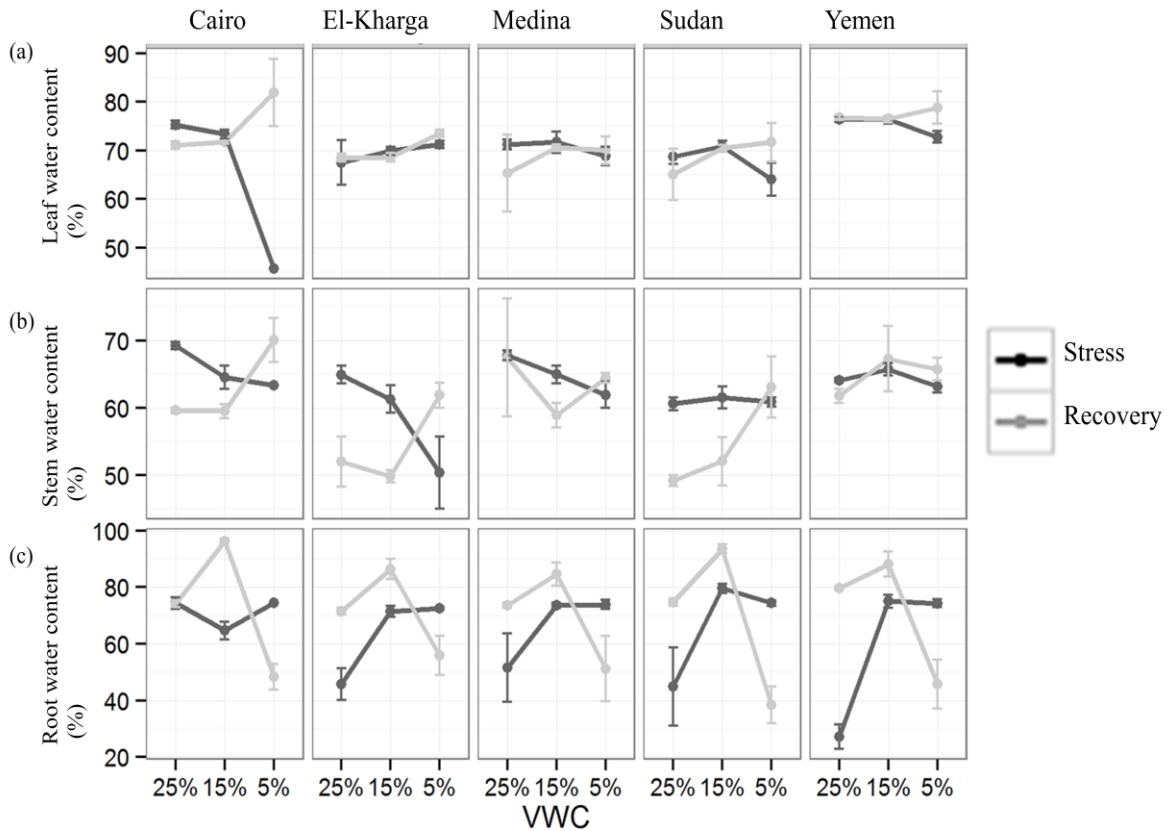 Cairo El-Kharga Medina Sudan Yemen
(a)
Leaf water content
(%)
90
80
70
60
50
(b)
Stem water content
(%)
70
60
50
(c)
Root water content
(%)
100
80
60
40
20
25% 15% 5% 25% 15% 5% 25% 15% 5% 25% 15% 5% 25% 15% 5%
VWC
Stress
Recovery